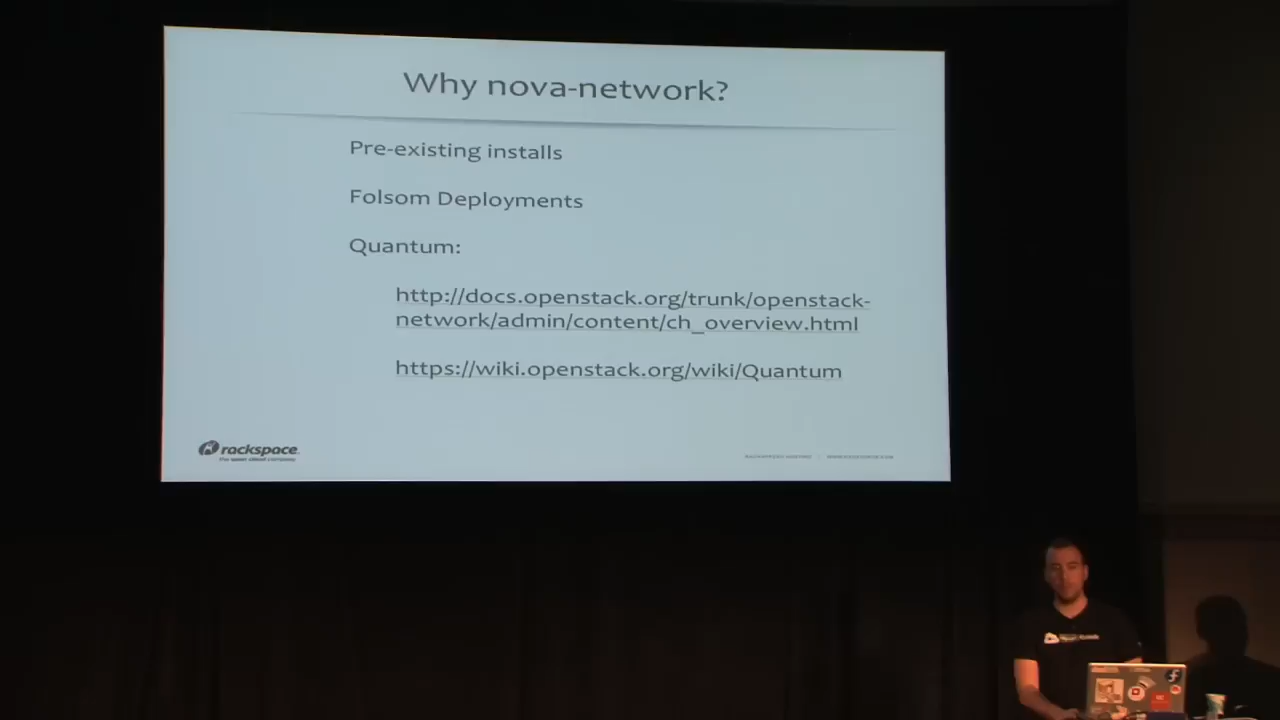 Why nova-network?
Pre-existing installs
Folsom Deployments
Quantum:
http://docs.openstack.org/trunk/openstack-
network/admin/content/ch_overview.html
https://wiki.openstack.org/wiki/Quantum
rackspace